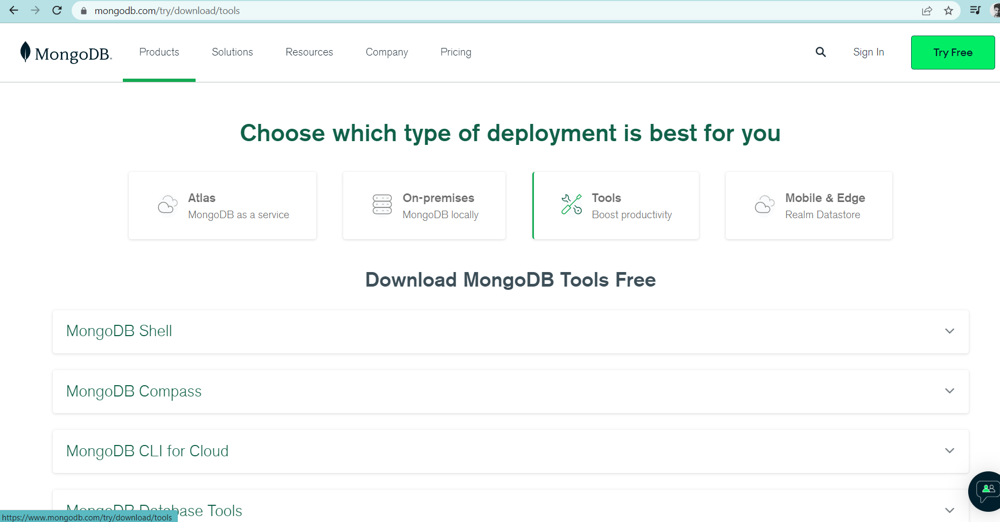 mongodb.com/try/download/tools
MongoDB.
Products
Solutions
Resources
Company
Pricing
Sign In
Try Free
Choose which type of deployment is best for you
Atlas
MongoDB as a service
On-premises
MongoDB locally
Tools
Boost productivity
Mobile & Edge
Realm Datastore
Download MongoDB Tools Free
MongoDB Shell
MongoDB Compass
MongoDB CLI for Cloud
MongoDB Database Tools
https://www.mongodb.com/try/download/tools